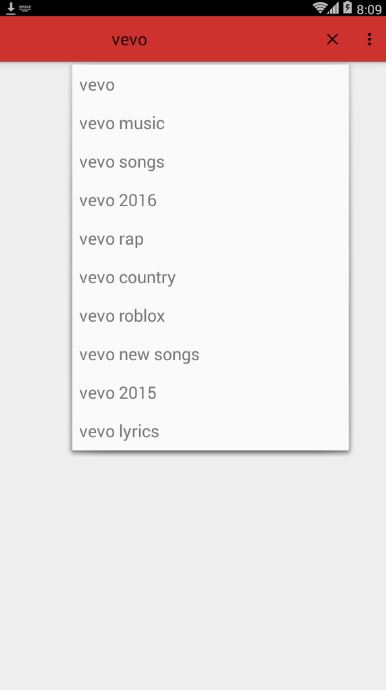 8:09
vevo
vevo
vevo music
vevo songs
vevo 2016
vevo rap
vevo country
vevo roblox
vevo new songs
vevo 2015
vevo lyrics